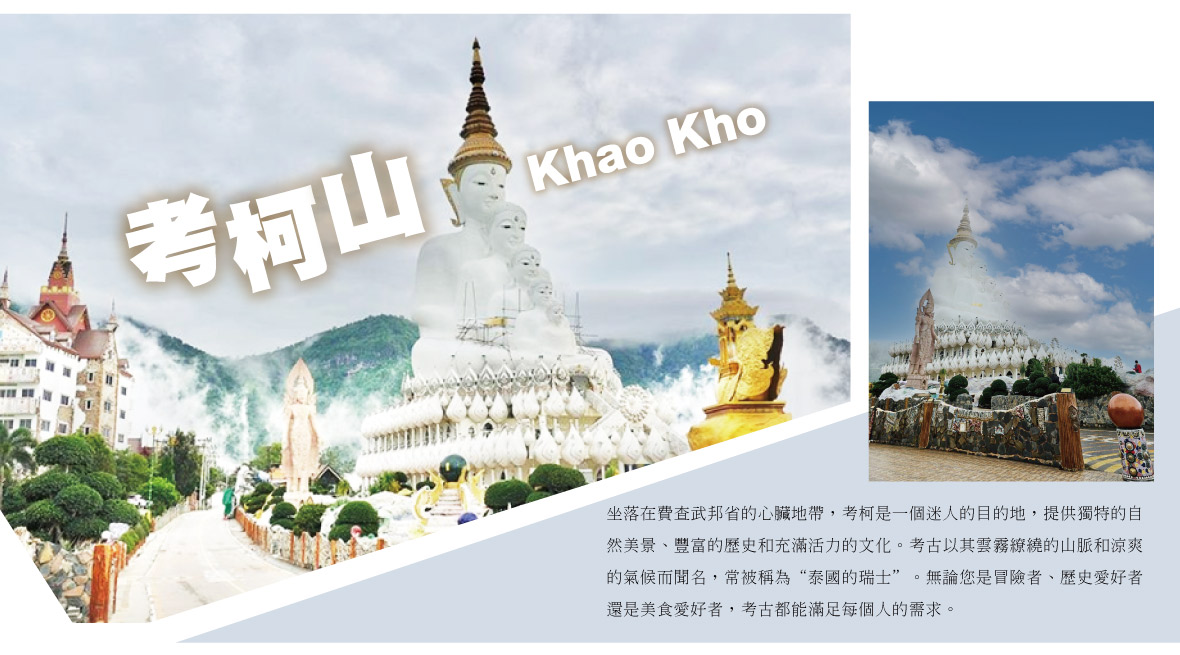 考柯山
Khao Kho
坐落在費查武邦省的心臟地帶，考柯是一個迷人的目的地，提供獨特的自
然美景、豐富的歷史和充滿活力的文化。考古以其雲霧繚繞的山脈和涼爽
的氣候而聞名，常被稱為“泰國的瑞士”。無論您是冒險者、歷史愛好者
還是美食愛好者，考古都能滿足每個人的需求。